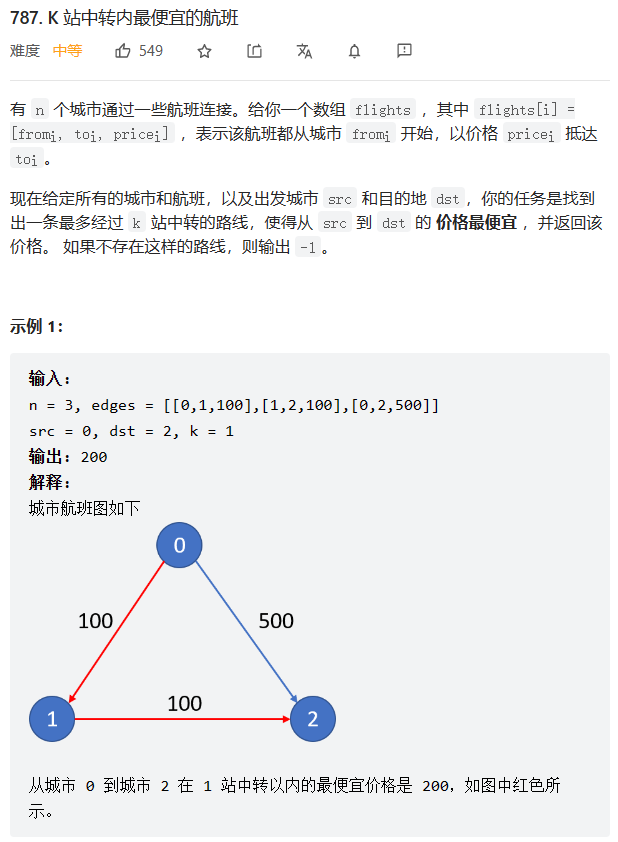 787. K 站中转内最便宜的航班
难度 中等 549
有 n 个城市通过一些航班连接。给你一个数组 flights ，其中 flights[i] =
[fromi, toi, pricei] ，表示该航班都从城市 fromi 开始，以价格 pricei 抵达
toi。
现在给定所有的城市和航班，以及出发城市 src 和目的地 dst，你的任务是找到
出一条最多经过 k 站中转的路线，使得从 src 到 dst 的 价格最便宜 ，并返回该
价格。 如果不存在这样的路线，则输出 -1。
示例 1：
输入：
n = 3, edges = [[0,1,100],[1,2,100],[0,2,500]]
src = 0, dst = 2, k = 1
输出：200
解释：
城市航班图如下
0
100 500
1 100 2
从城市 0 到城市 2 在 1 站中转以内的最便宜价格是 200，如图中红色所
示。